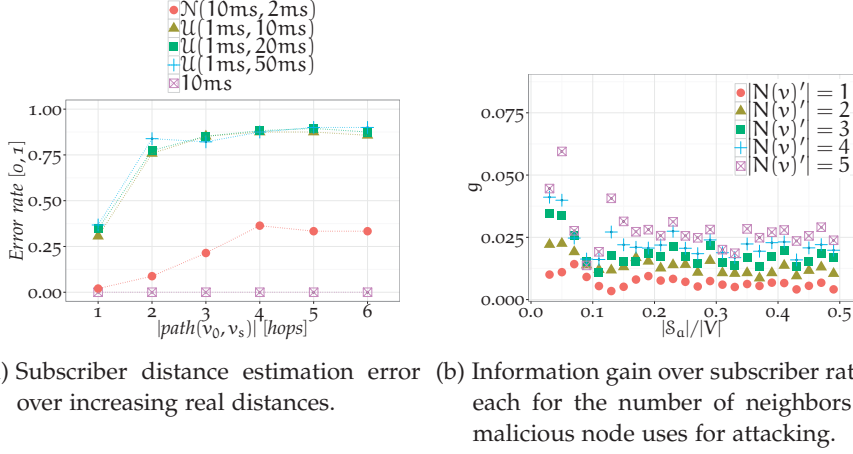 𝒩(10ms, 2ms)
𝒰(1ms, 10ms)
𝒰(1ms, 20ms)
𝒰(1ms, 50ms)
10ms
Error rate [0, 1]
1.00
0.75
0.50
0.25
0.00
1 2 3 4 5 6
|path(v₀, vₛ)| [hops]
g
0.075
0.050
0.025
0.000
|N(v)′| = 1
|N(v)′| = 2
|N(v)′| = 3
|N(v)′| = 4
|N(v)′| = 5
0.0 0.1 0.2 0.3 0.4 0.5
|𝒮ₐ|/|V|
) Subscriber distance estimation error
over increasing real distances.
(b) Information gain over subscriber rat
each for the number of neighbors
malicious node uses for attacking.